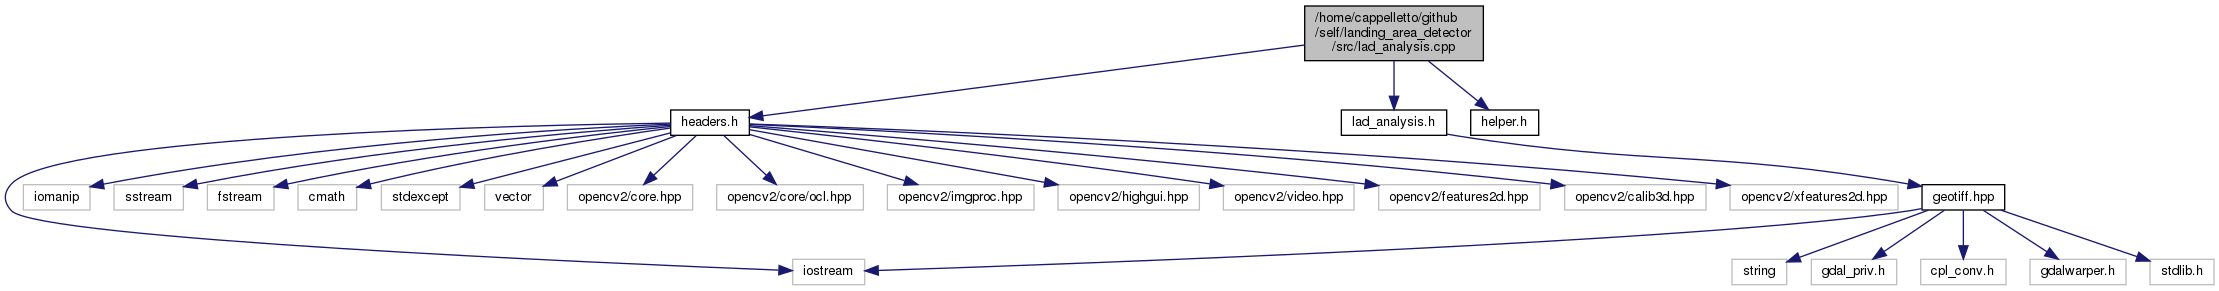 /home/cappelletto/github
/self/landing_area_detector
/src/lad_analysis.cpp
headers.h
lad_analysis.h
helper.h
iomanip
sstream
fstream
cmath
stdexcept
vector
opencv2/core.hpp
opencv2/core/ocl.hpp
opencv2/imgproc.hpp
opencv2/highgui.hpp
opencv2/video.hpp
opencv2/features2d.hpp
opencv2/calib3d.hpp
opencv2/xfeatures2d.hpp
geotiff.hpp
iostream
string
gdal_priv.h
cpl_conv.h
gdalwarper.h
stdlib.h